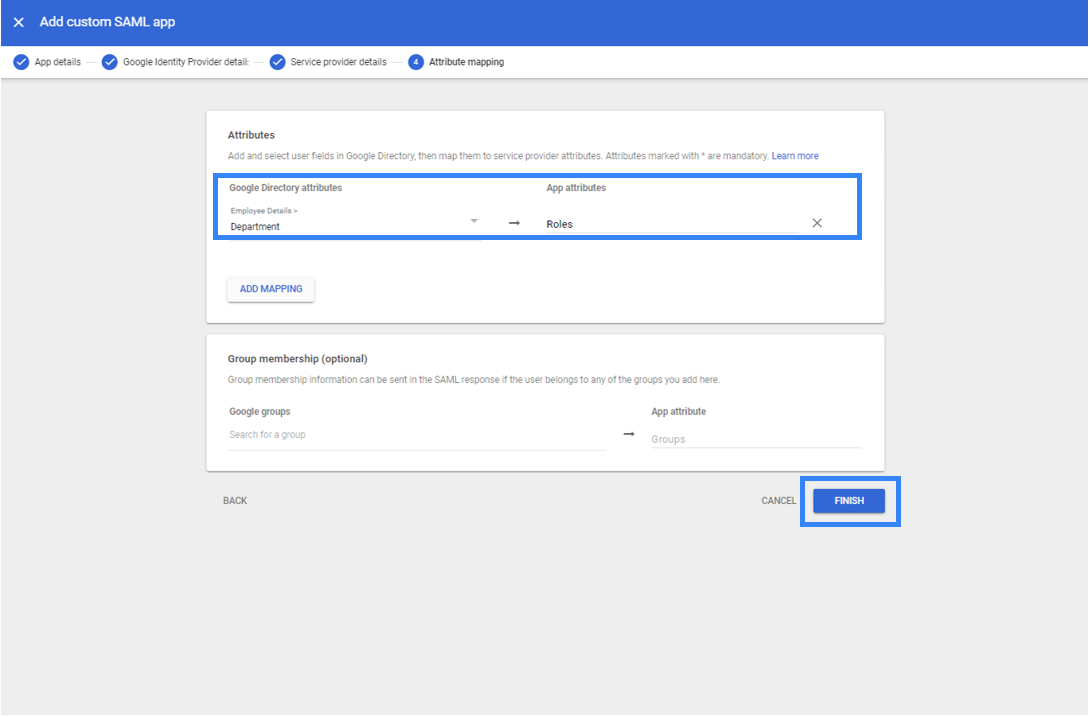 Add custom SAML app
App details
Google Identity Provider detail:
Service provider details
4
Attribute mapping
Attributes
Add and select user fields in Google Directory, then map them to service provider attributes. Attributes marked with * are mandatory. Learn more
Google Directory attributes
App attributes
Employee Details >
Department
Roles
ADD MAPPING
Group membership (optional)
Group membership information can be sent in the SAML response if the user belongs to any of the groups you add here.
Google groups
App attribute
Search for a group
Groups
BACK
CANCEL
FINISH